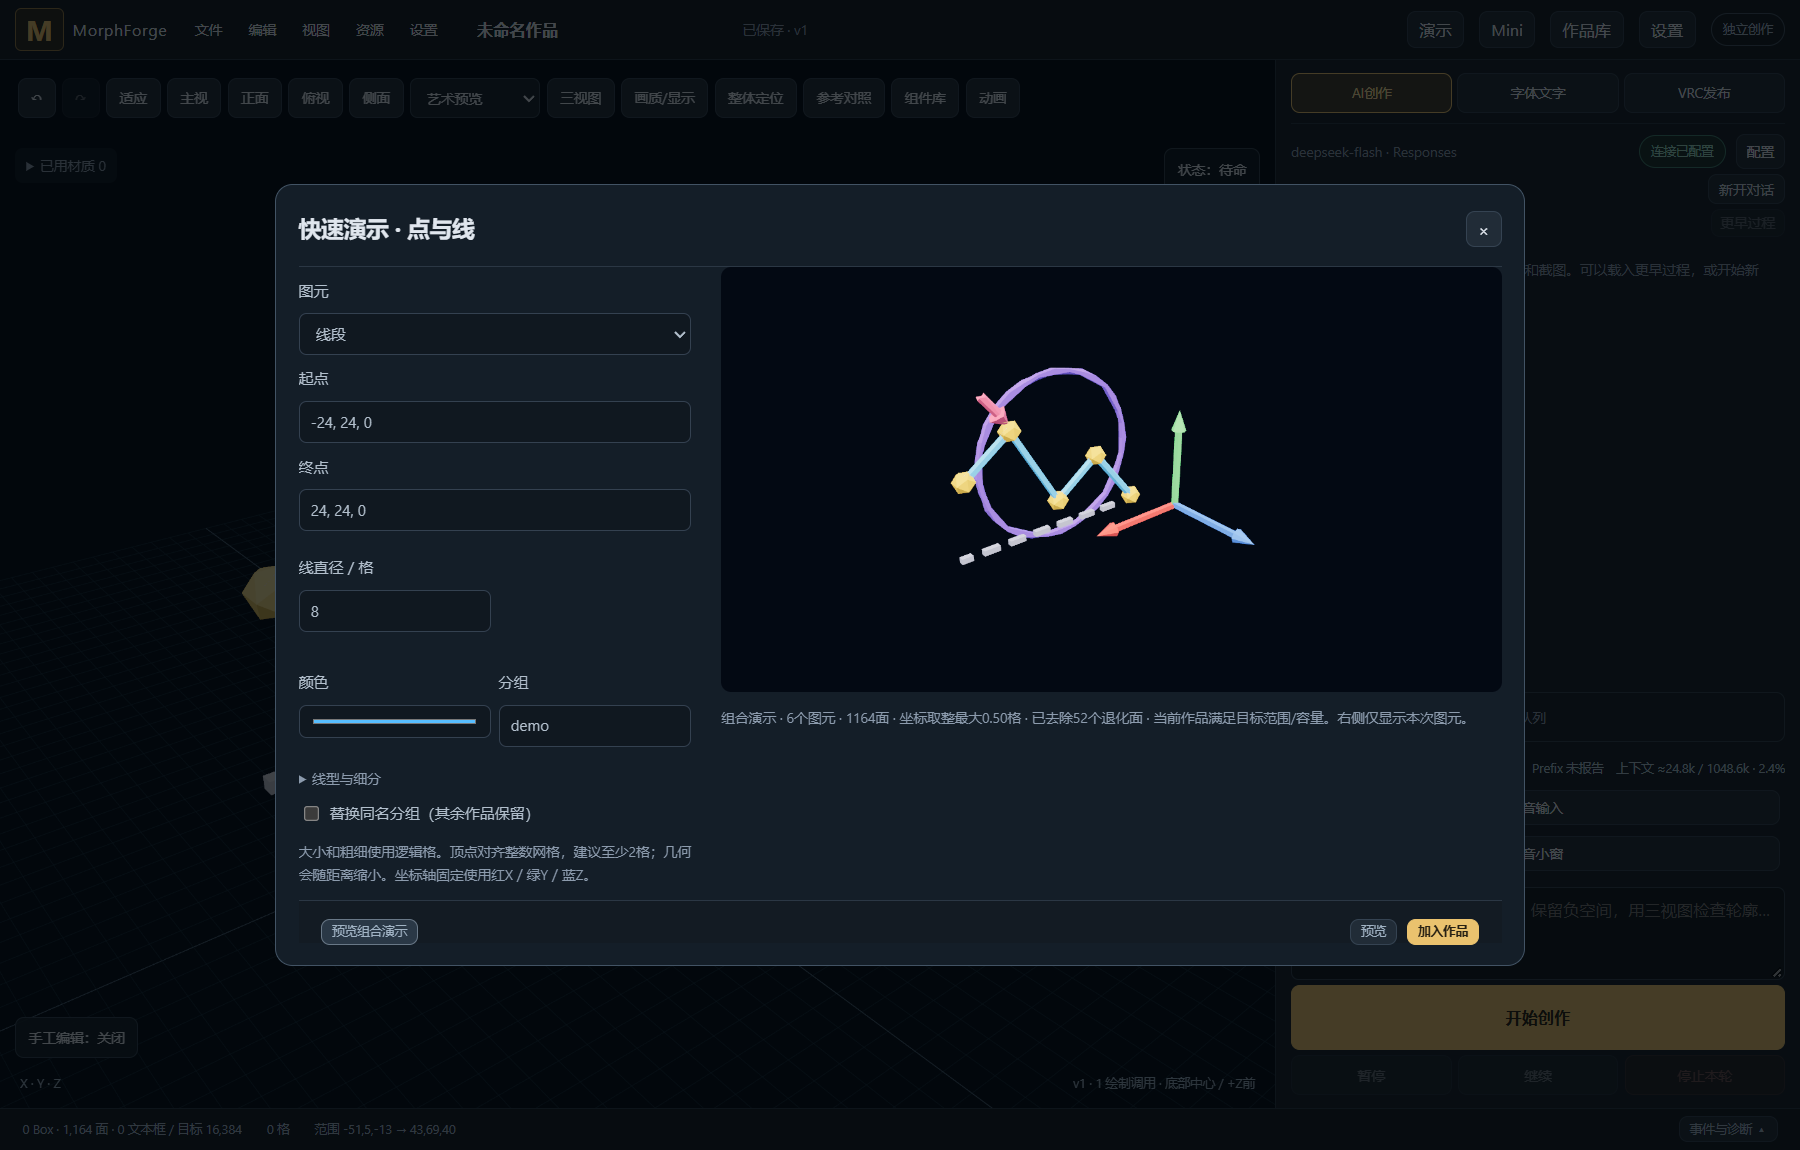 M MorphForge 文件 编辑 视图 资源 设置 未命名作品 已保存 · v1 演示 Mini 作品库 设置 独立创作
适应 主视 正面 俯视 侧面 艺术预览 三视图 画质/显示 整体定位 参考对照 组件库 动画
AI创作 字体文字 VRC发布
deepseek-flash · Responses 连接已配置 配置
▶ 已用材质 0
状态：待命
新开对话
更早过程
和截图。可以载入更早过程，或开始新
快速演示 · 点与线
×
图元
线段
起点
-24, 24, 0
终点
24, 24, 0
线直径 / 格
8
颜色 分组
demo
▶ 线型与细分
替换同名分组（其余作品保留）
大小和粗细使用逻辑格。顶点对齐整数网格，建议至少2格；几何
会随距离缩小。坐标轴固定使用红X / 绿Y / 蓝Z。
组合演示 · 6个图元 · 1164面 · 坐标取整最大0.50格 · 已去除52个退化面 · 当前作品满足目标范围/容量。右侧仅显示本次图元。
预览组合演示 预览 加入作品
队列
Prefix 未报告 上下文 ≈24.8k / 1048.6k · 2.4%
音输入
音小窗
保留负空间，用三视图检查轮廓...
开始创作
暂停 继续 停止本轮
手工编辑：关闭
X · Y · Z
v1 · 1 绘制调用 · 底部中心 / +Z前
0 Box · 1,164 面 · 0 文本框 / 目标 16,384 0 格 范围 -51,5,-13 → 43,69,40
事件与诊断 ▲